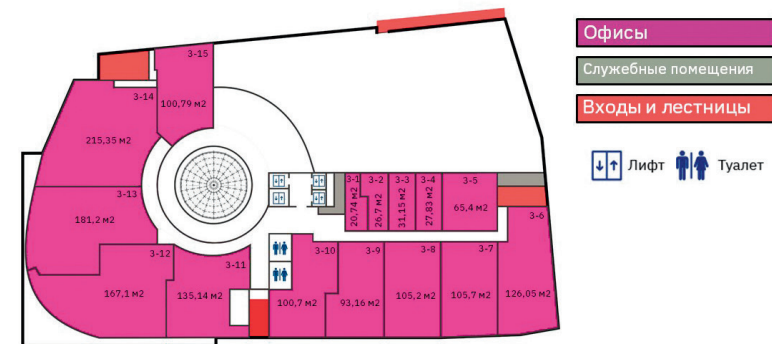 3-15
100,79 м2
3-14
215,35 м2
3-13
181,2 м2
3-12
167,1 м2
3-11
135,14 м2
3-10
100,7 м2
3-9
93,16 м2
3-8
105,2 м2
3-7
105,7 м2
3-6
126,05 м2
3-1
20,74 м2
3-2
26,7 м2
3-3
31,15 м2
3-4
27,83 м2
3-5
65,4 м2
Офисы
Служебные помещения
Входы и лестницы
Лифт
Туалет